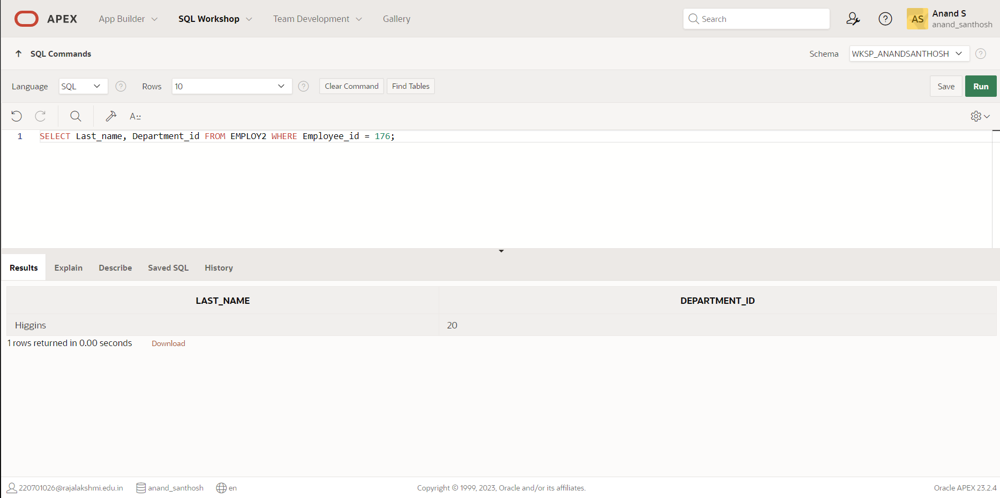 APEX App Builder SQL Workshop Team Development Gallery Search AS Anand S
anand_santhosh
SQL Commands Schema WKSP_ANANDSANTHOSH
Language SQL Rows 10 Clear Command Find Tables Save Run
1 SELECT Last_name, Department_id FROM EMPLOY2 WHERE Employee_id = 176;
Results Explain Describe Saved SQL History
LAST_NAME DEPARTMENT_ID
Higgins 20
1 rows returned in 0.00 seconds Download
220701026@rajalakshmi.edu.in anand_santhosh en Copyright © 1999, 2023, Oracle and/or its affiliates. Oracle APEX 23.2.4